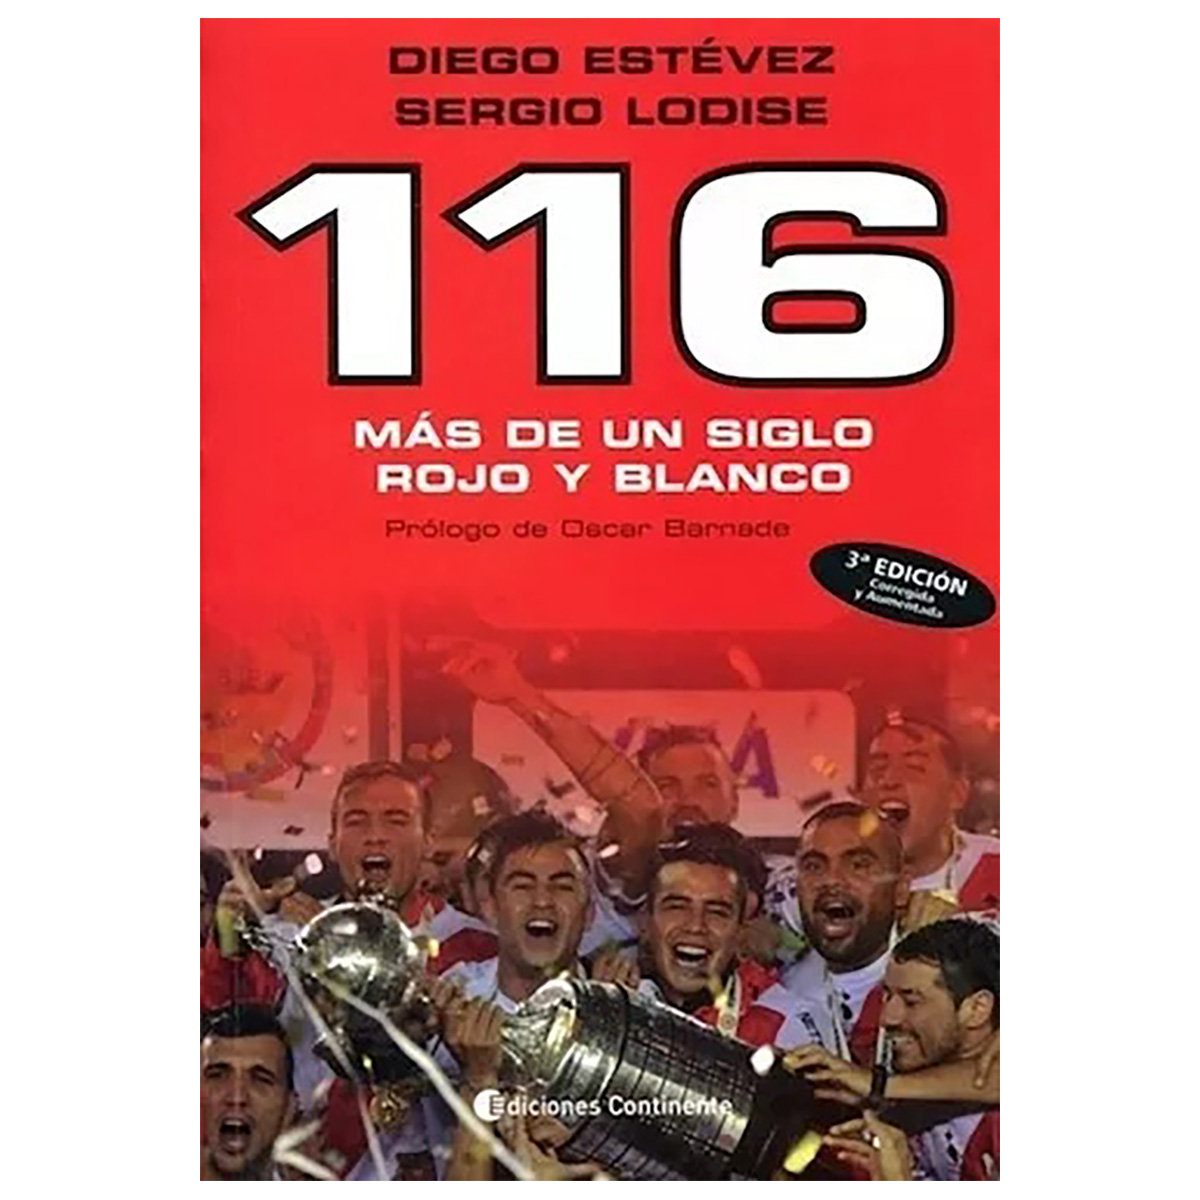 DIEGO ESTÉVEZ
SERGIO LODISE
116
MÁS DE UN SIGLO
ROJO Y BLANCO
Prólogo de Oscar Barnade
3ª EDICIÓN
Corregida
y Aumentada
Ediciones Continente